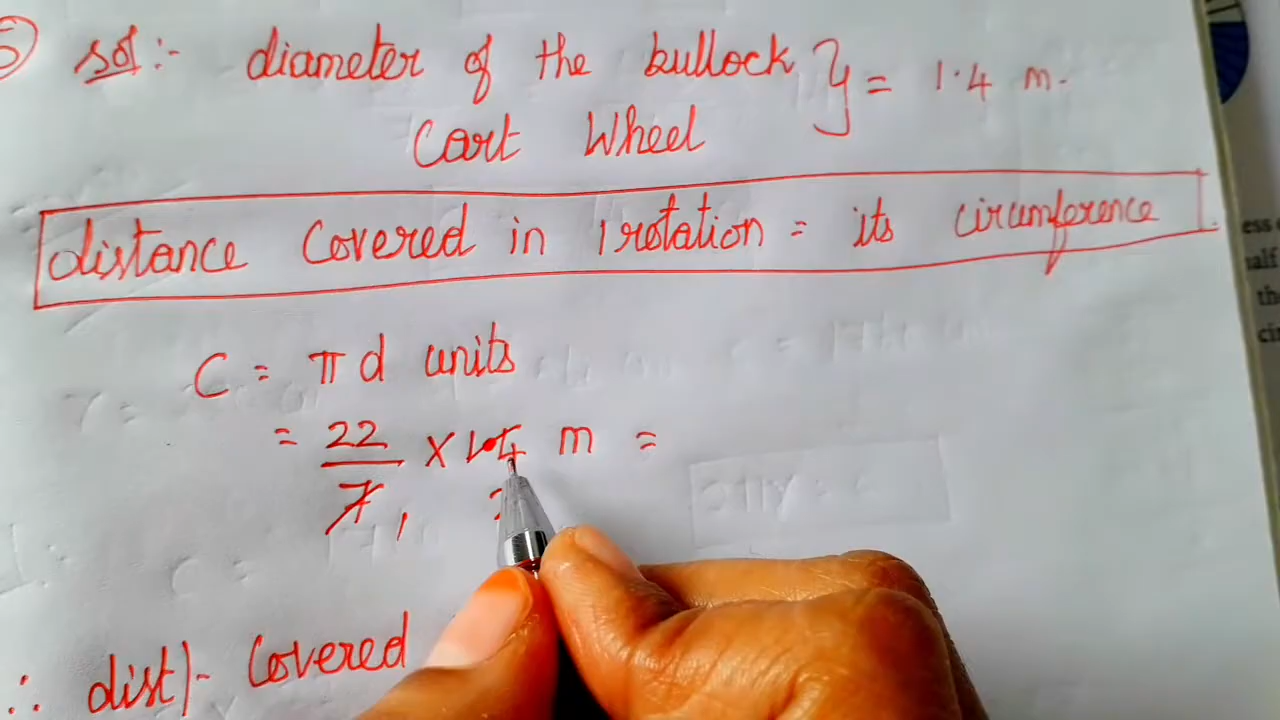 5 sol:- diameter of the bullock } = 1.4 m.
Cart Wheel
distance Covered in 1 rotation = its circumference
C = π d units
= 22/7 × 1.4 m =
1
∴ dist/- Covered